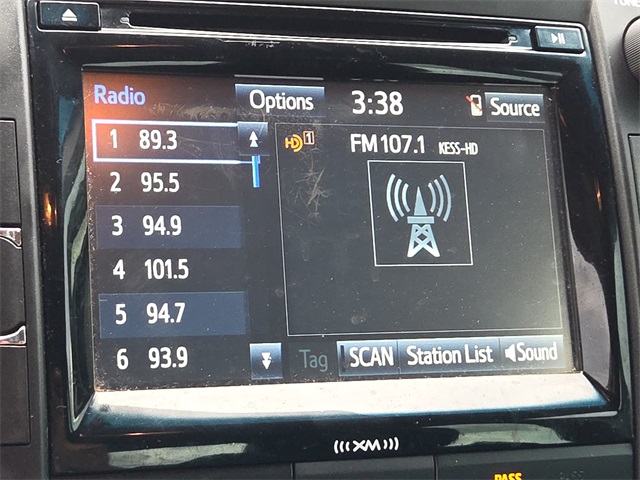 Radio Options 3:38 Source
1 89.3
HD 1 FM 107.1 KESS-HD
2 95.5
3 94.9
4 101.5
5 94.7
6 93.9
Tag SCAN Station List Sound
(((XM)))
PASS